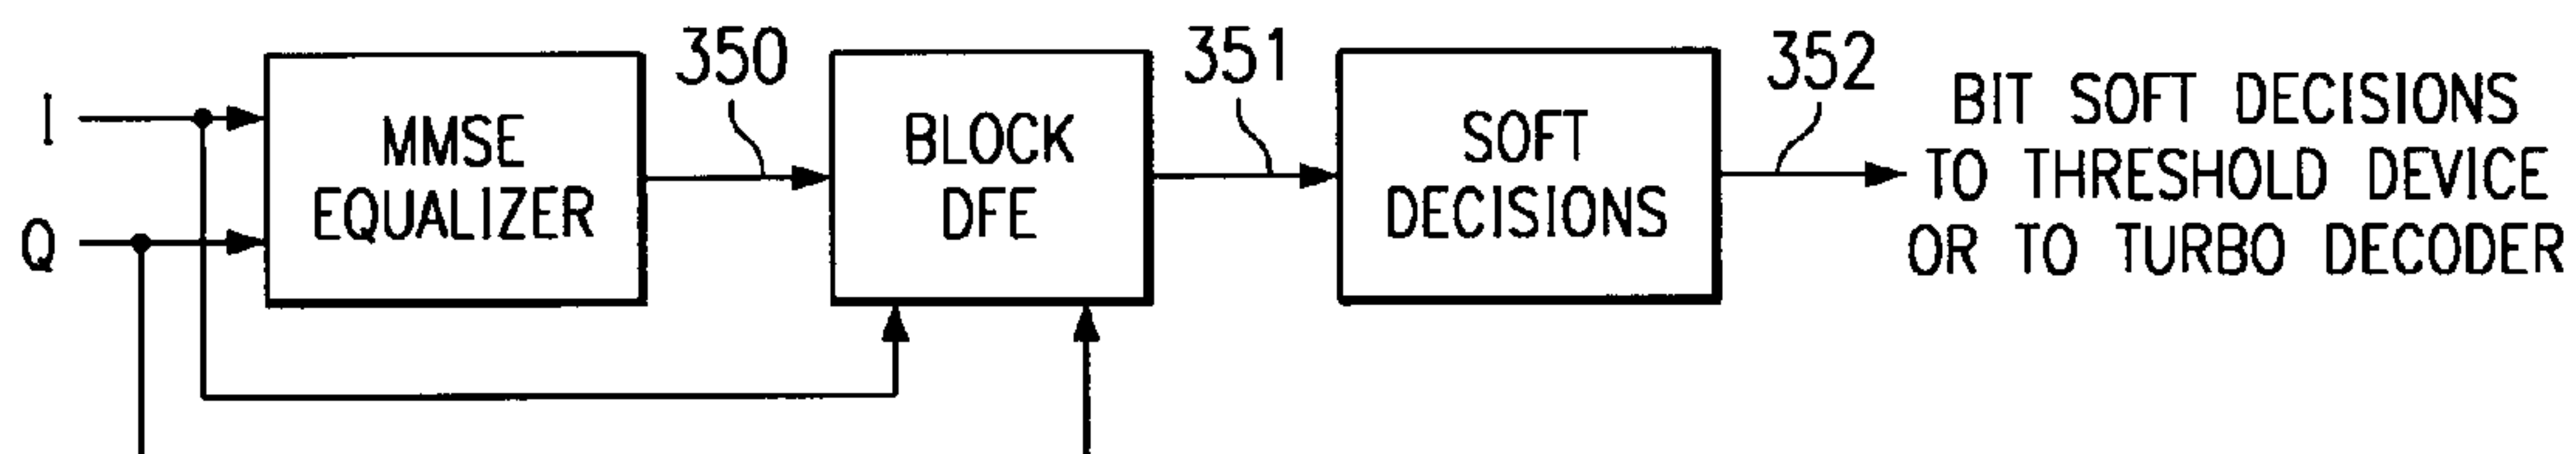 I
Q
MMSE
EQUALIZER
350
BLOCK
DFE
351
SOFT
DECISIONS
352
BIT SOFT DECISIONS
TO THRESHOLD DEVICE
OR TO TURBO DECODER